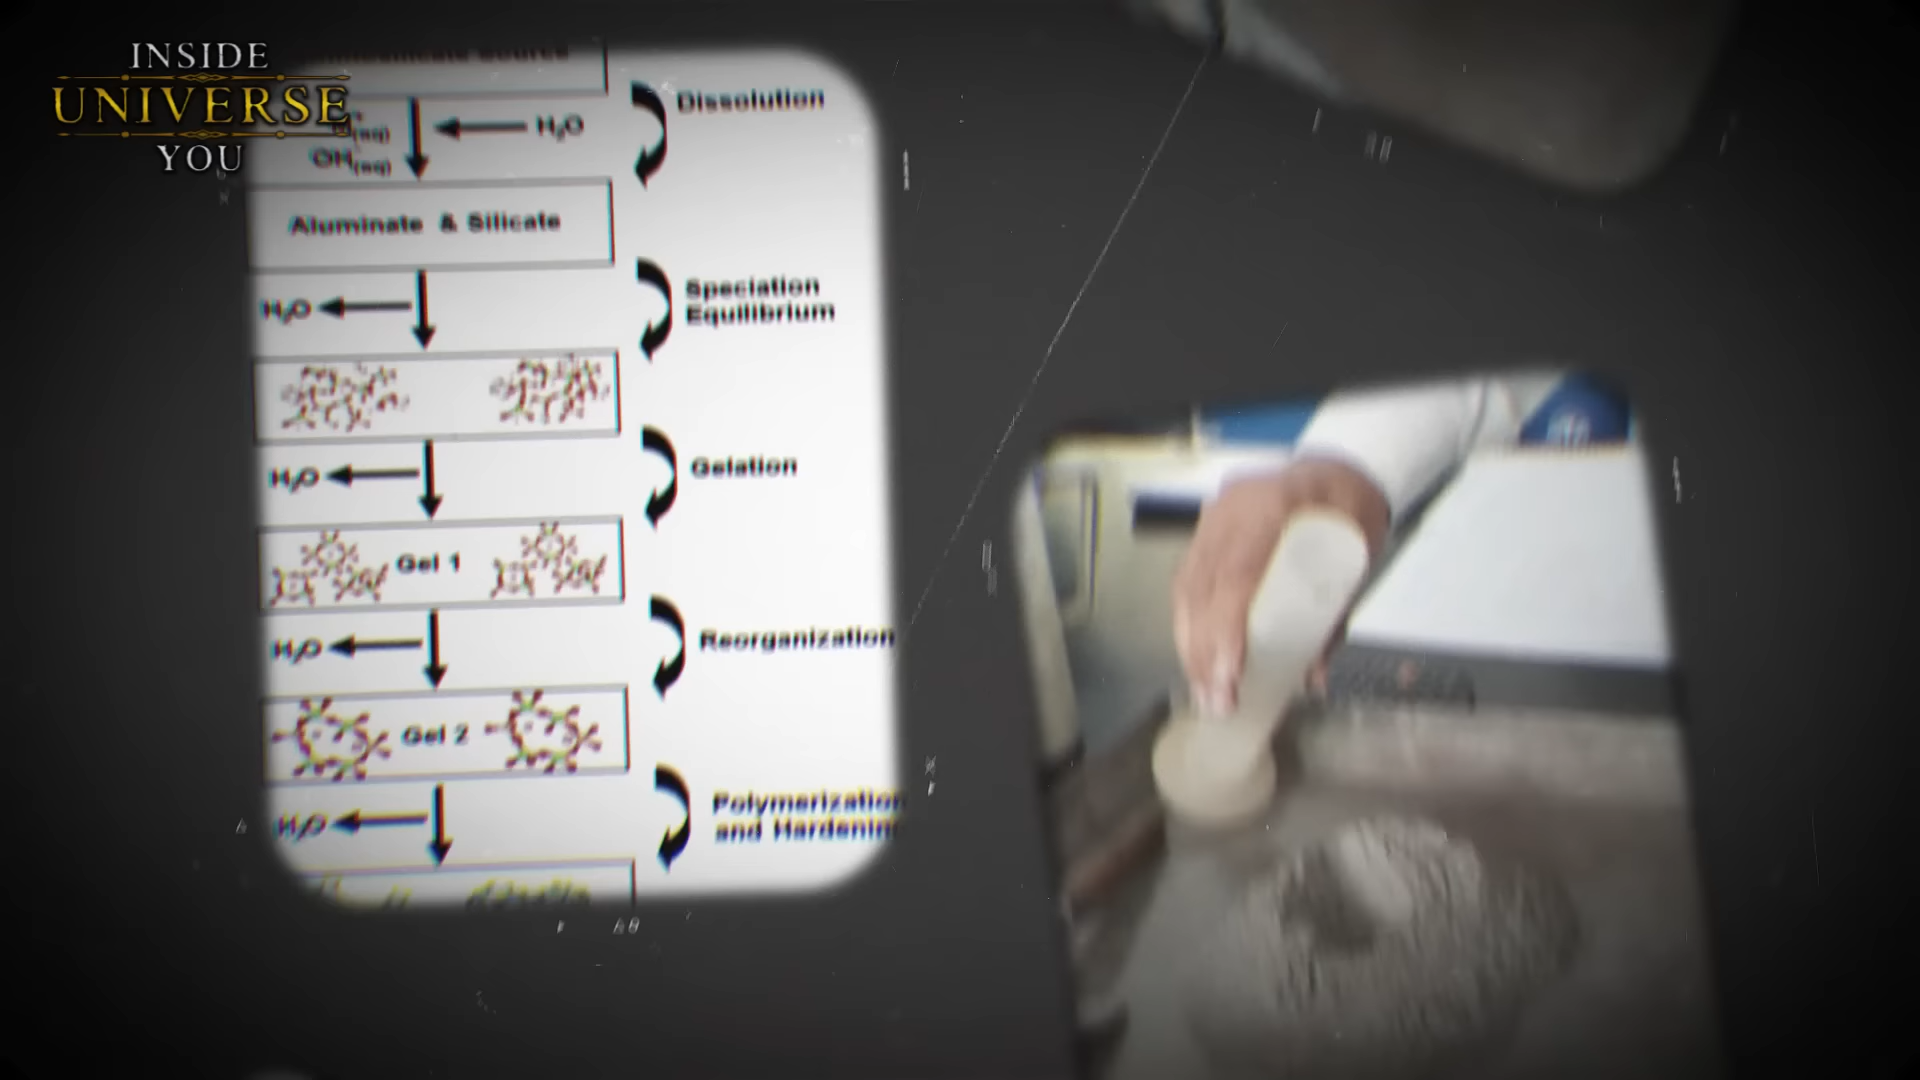 INSIDE
UNIVERSE
YOU
Dissolution
H₂O
OH⁻(aq)
Aluminate & Silicate
H₂O
Speciation
Equilibrium
H₂O
Gelation
Gel 1
H₂O
Reorganization
Gel 2
H₂O
Polymerization
and Hardening